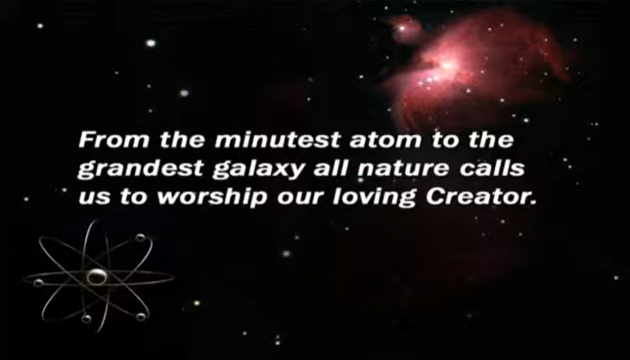 From the minutest atom to the
grandest galaxy all nature calls
us to worship our loving Creator.